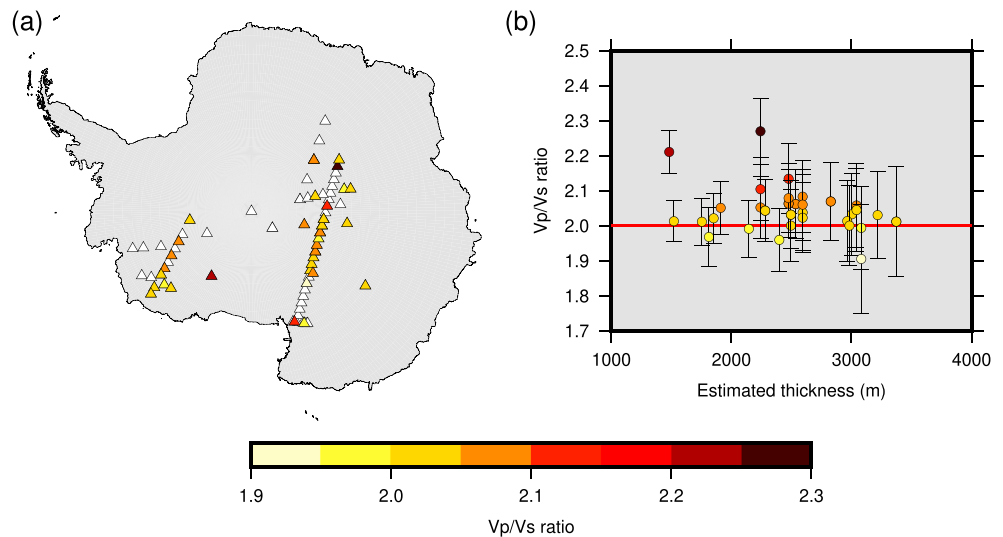 (a)
(b)
2.5
2.4
2.3
2.2
2.1
2.0
1.9
1.8
1.7
Vp/Vs ratio
1000 2000 3000 4000
Estimated thickness (m)
1.9 2.0 2.1 2.2 2.3
Vp/Vs ratio